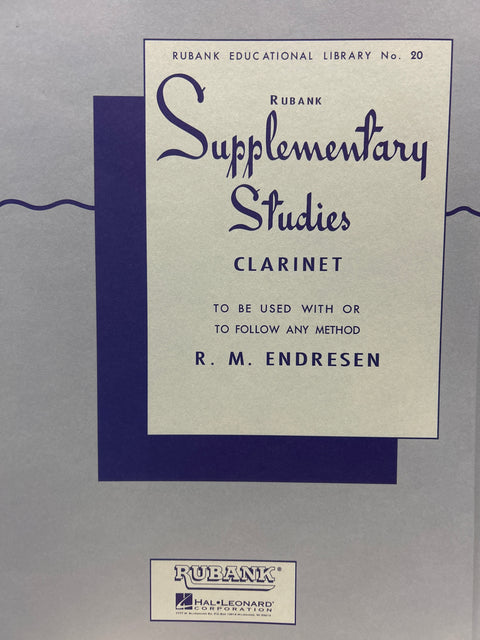 RUBANK EDUCATIONAL LIBRARY No. 20
RUBANK
Supplementary
Studies
CLARINET
TO BE USED WITH OR
TO FOLLOW ANY METHOD
R. M. ENDRESEN
RUBANK®
HAL•LEONARD®
CORPORATION